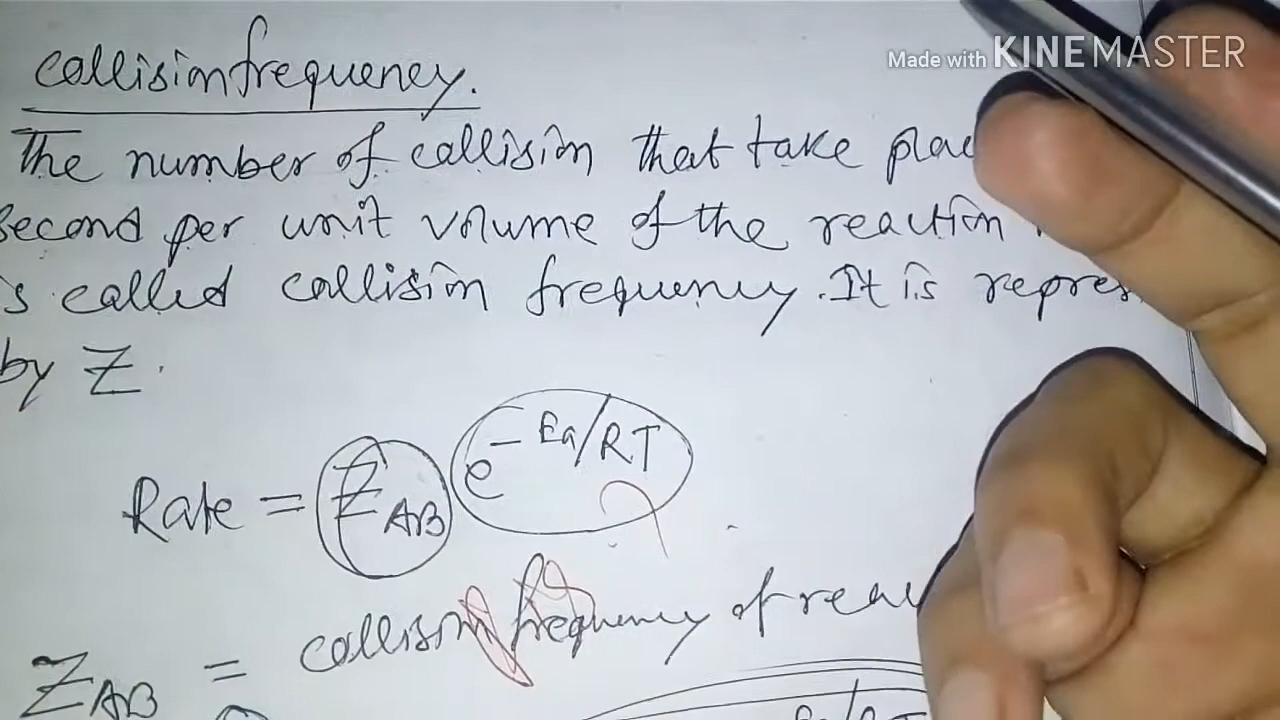 Made with KINEMASTER
collision frequency.
The number of collision that take plac
second per unit volume of the reaction
is called collision frequency. It is repres
by Z.
Rate = Z_AB e^-Ea/RT
Z_AB = collision frequency of reac